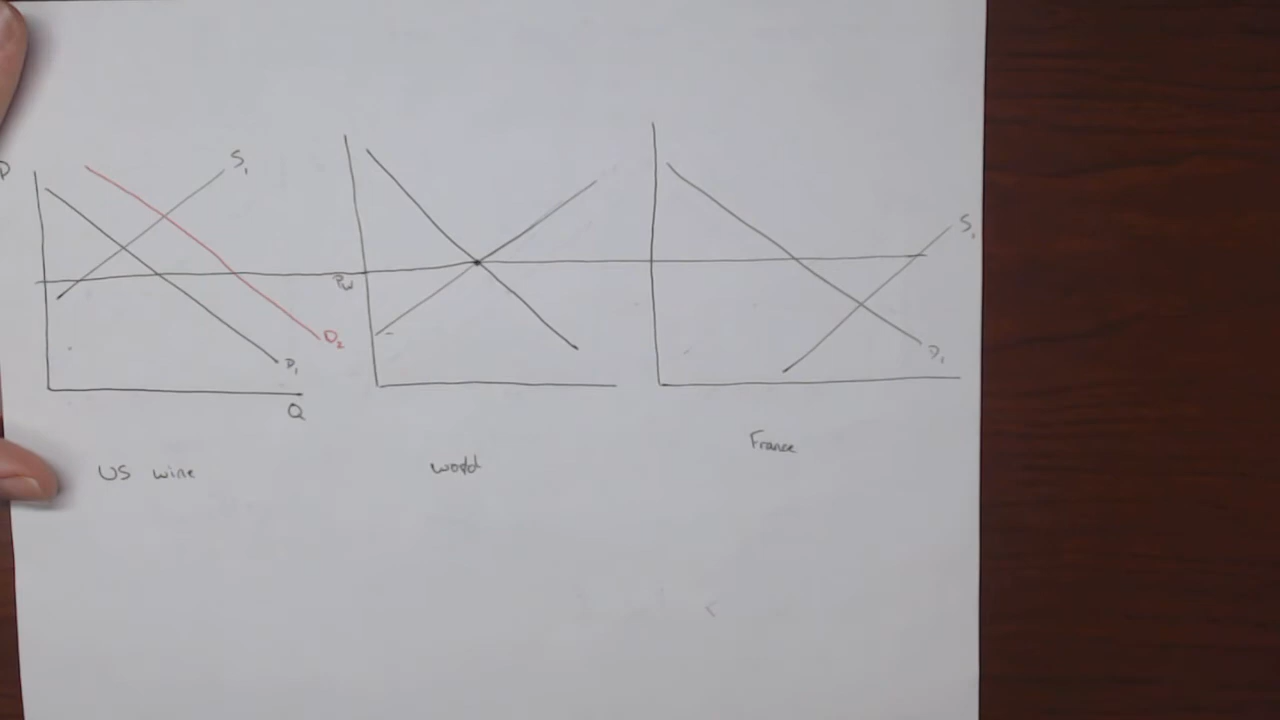 P
S₁
D₂
D₁
Q
US wine
Pw
world
S₁
D₁
France